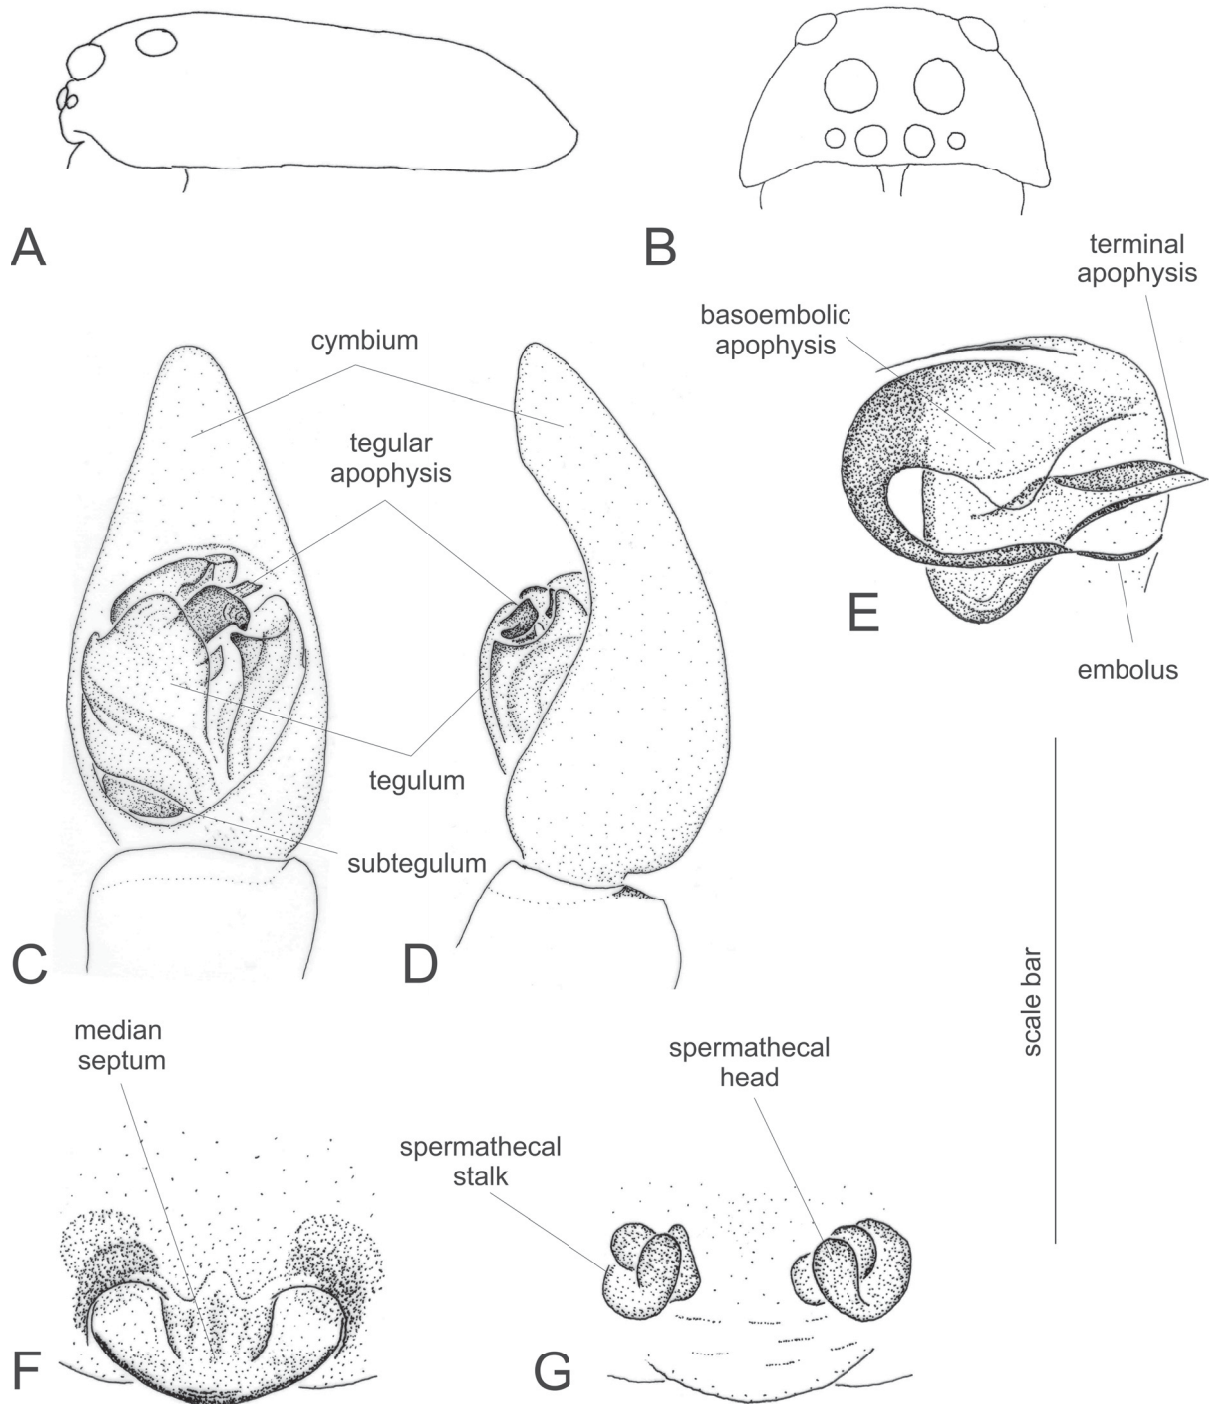 A
B
terminal
apophysis
basoembolic
apophysis
cymbium
tegular
apophysis
E
embolus
tegulum
subtegulum
C
D
scale bar
median
septum
spermathecal
head
spermathecal
stalk
F
G